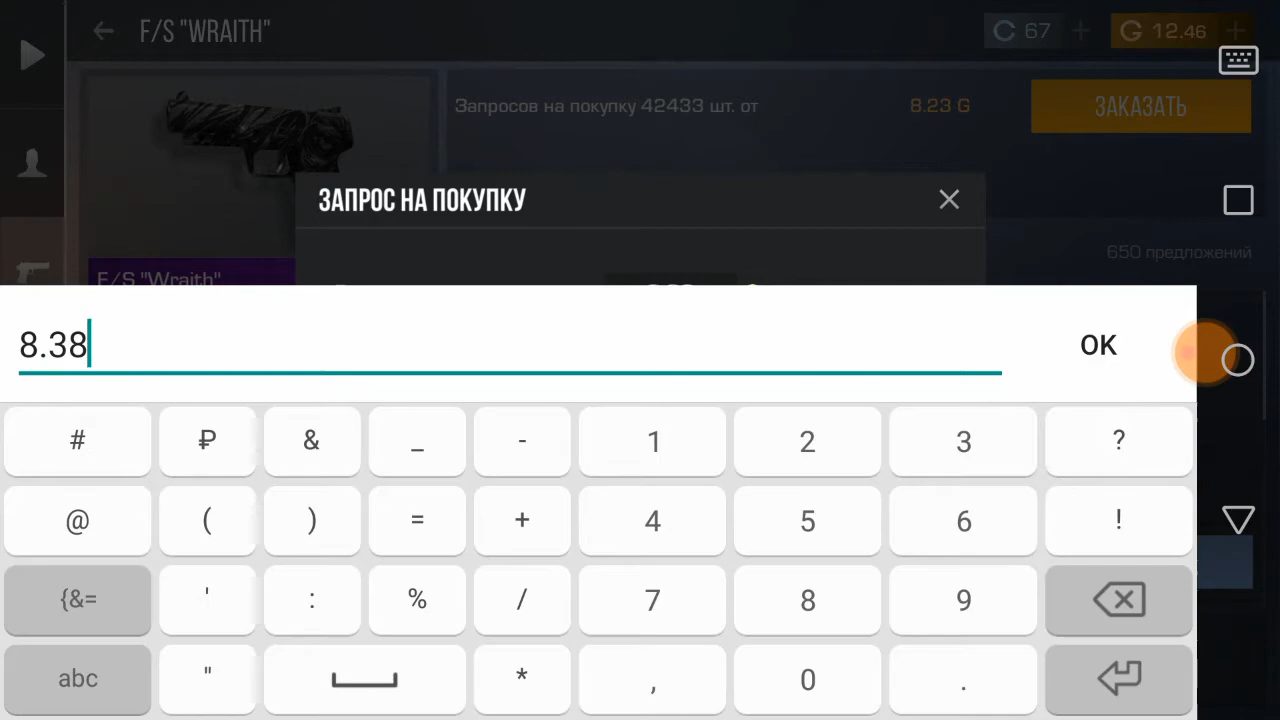 F/S "WRAITH"
67
12.46
Запросов на покупку 42433 шт. от 8.23 G
ЗАКАЗАТЬ
ЗАПРОС НА ПОКУПКУ
650 предложений
F/S "Wraith"
8.38
OK
# ₽ & _ - 1 2 3 ?
@ ( ) = + 4 5 6 !
{&= ' : % / 7 8 9
abc " * , 0 .